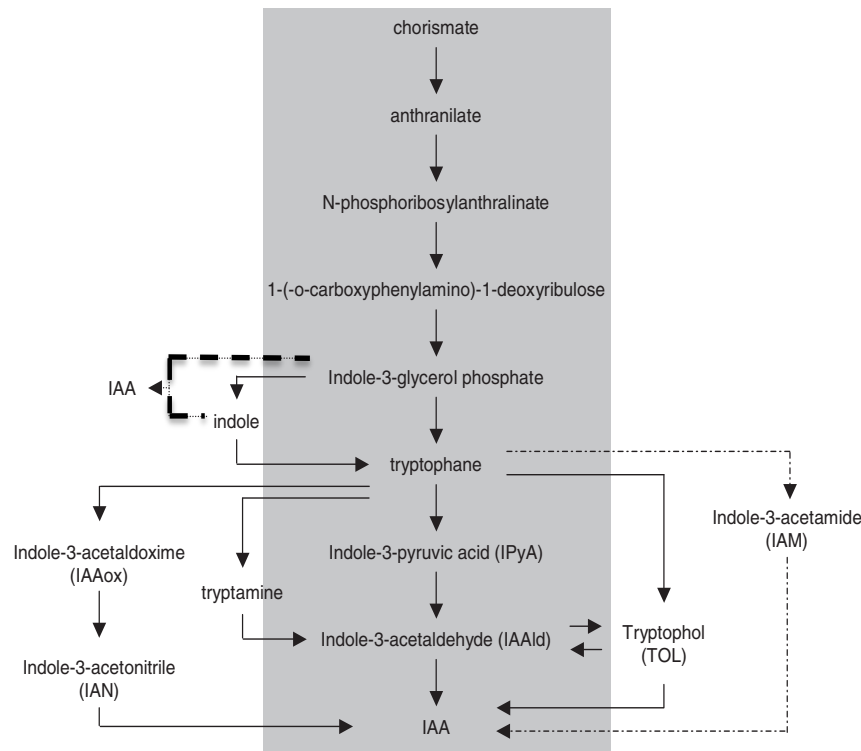 chorismate
anthranilate
N-phosphoribosylanthralinate
1-(-o-carboxyphenylamino)-1-deoxyribulose
Indole-3-glycerol phosphate
IAA
indole
tryptophane
Indole-3-acetamide
(IAM)
Indole-3-acetaldoxime
(IAAox)
Indole-3-pyruvic acid (IPyA)
tryptamine
Indole-3-acetaldehyde (IAAld)
Tryptophol
(TOL)
Indole-3-acetonitrile
(IAN)
IAA